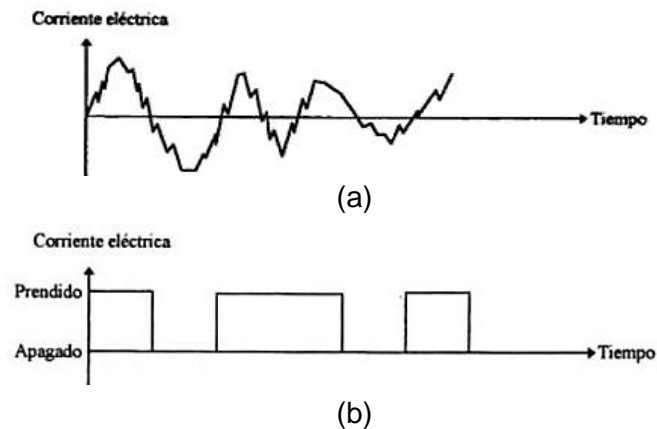 Corriente eléctrica
Tiempo
(a)
Corriente eléctrica
Prendido
Apagado
Tiempo
(b)